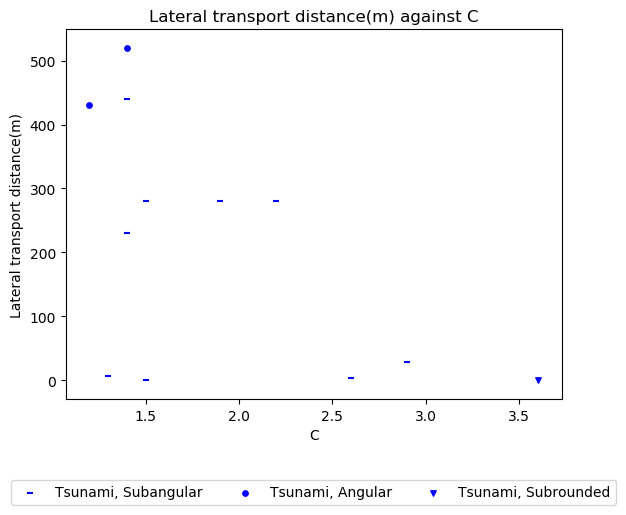 Lateral transport distance(m) against C
500
400
300
200
100
0
Lateral transport distance(m)
1.5 2.0 2.5 3.0 3.5
C
Tsunami, Subangular Tsunami, Angular Tsunami, Subrounded